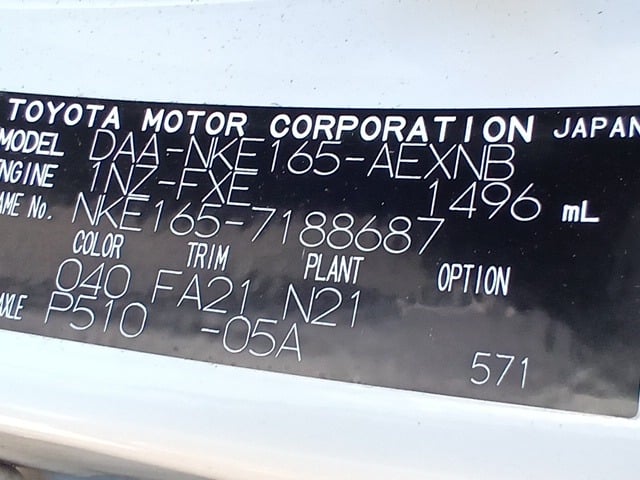 TOYOTA MOTOR CORPORATION JAPAN
MODEL DAA-NKE165-AEXNB
ENGINE 1NZ-FXE 1496 mL
AME No. NKE165-7188687
COLOR TRIM PLANT OPTION
040 FA21 N21
AXLE P510 -05A
571